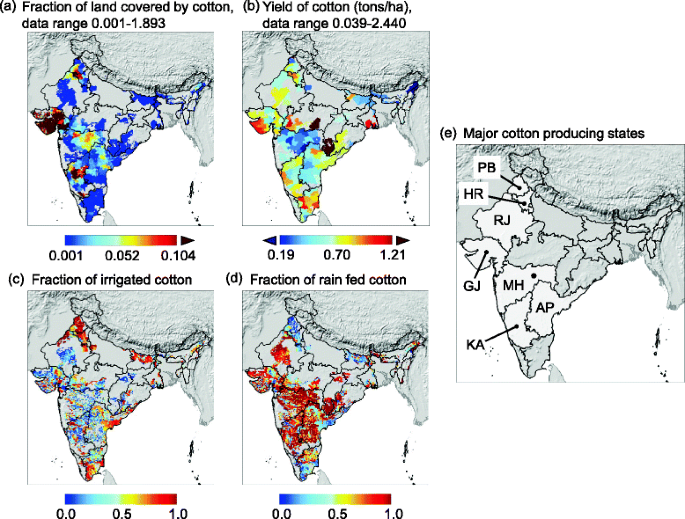 (a) Fraction of land covered by cotton,
data range 0.001-1.893
(b) Yield of cotton (tons/ha),
data range 0.039-2.440
0.001 0.052 0.104
0.19 0.70 1.21
(e) Major cotton producing states
PB
HR
RJ
GJ
MH
AP
KA
(c) Fraction of irrigated cotton
(d) Fraction of rain fed cotton
0.0 0.5 1.0
0.0 0.5 1.0